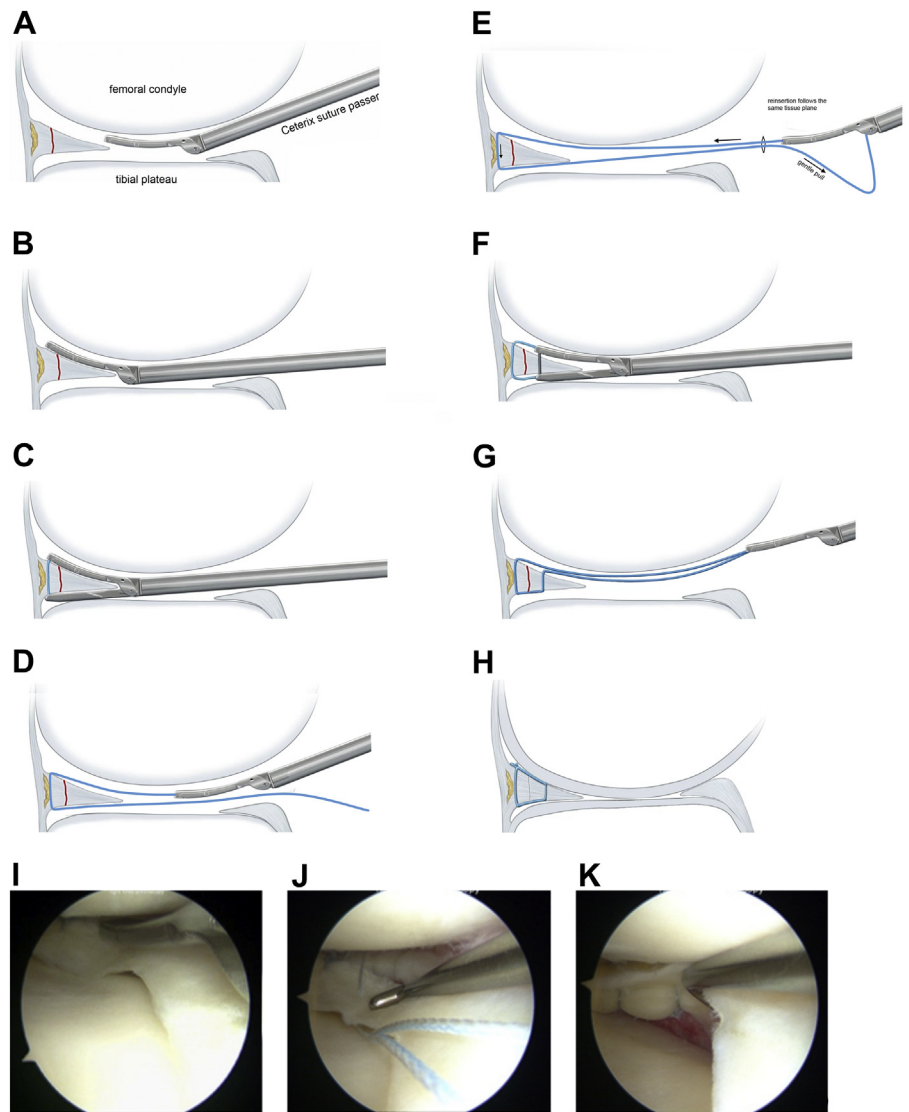 A
femoral condyle
Ceterix suture passer
tibial plateau
E
reinsertion follows the
same tissue plane
gentle pull
B
F
C
G
D
H
I
J
K